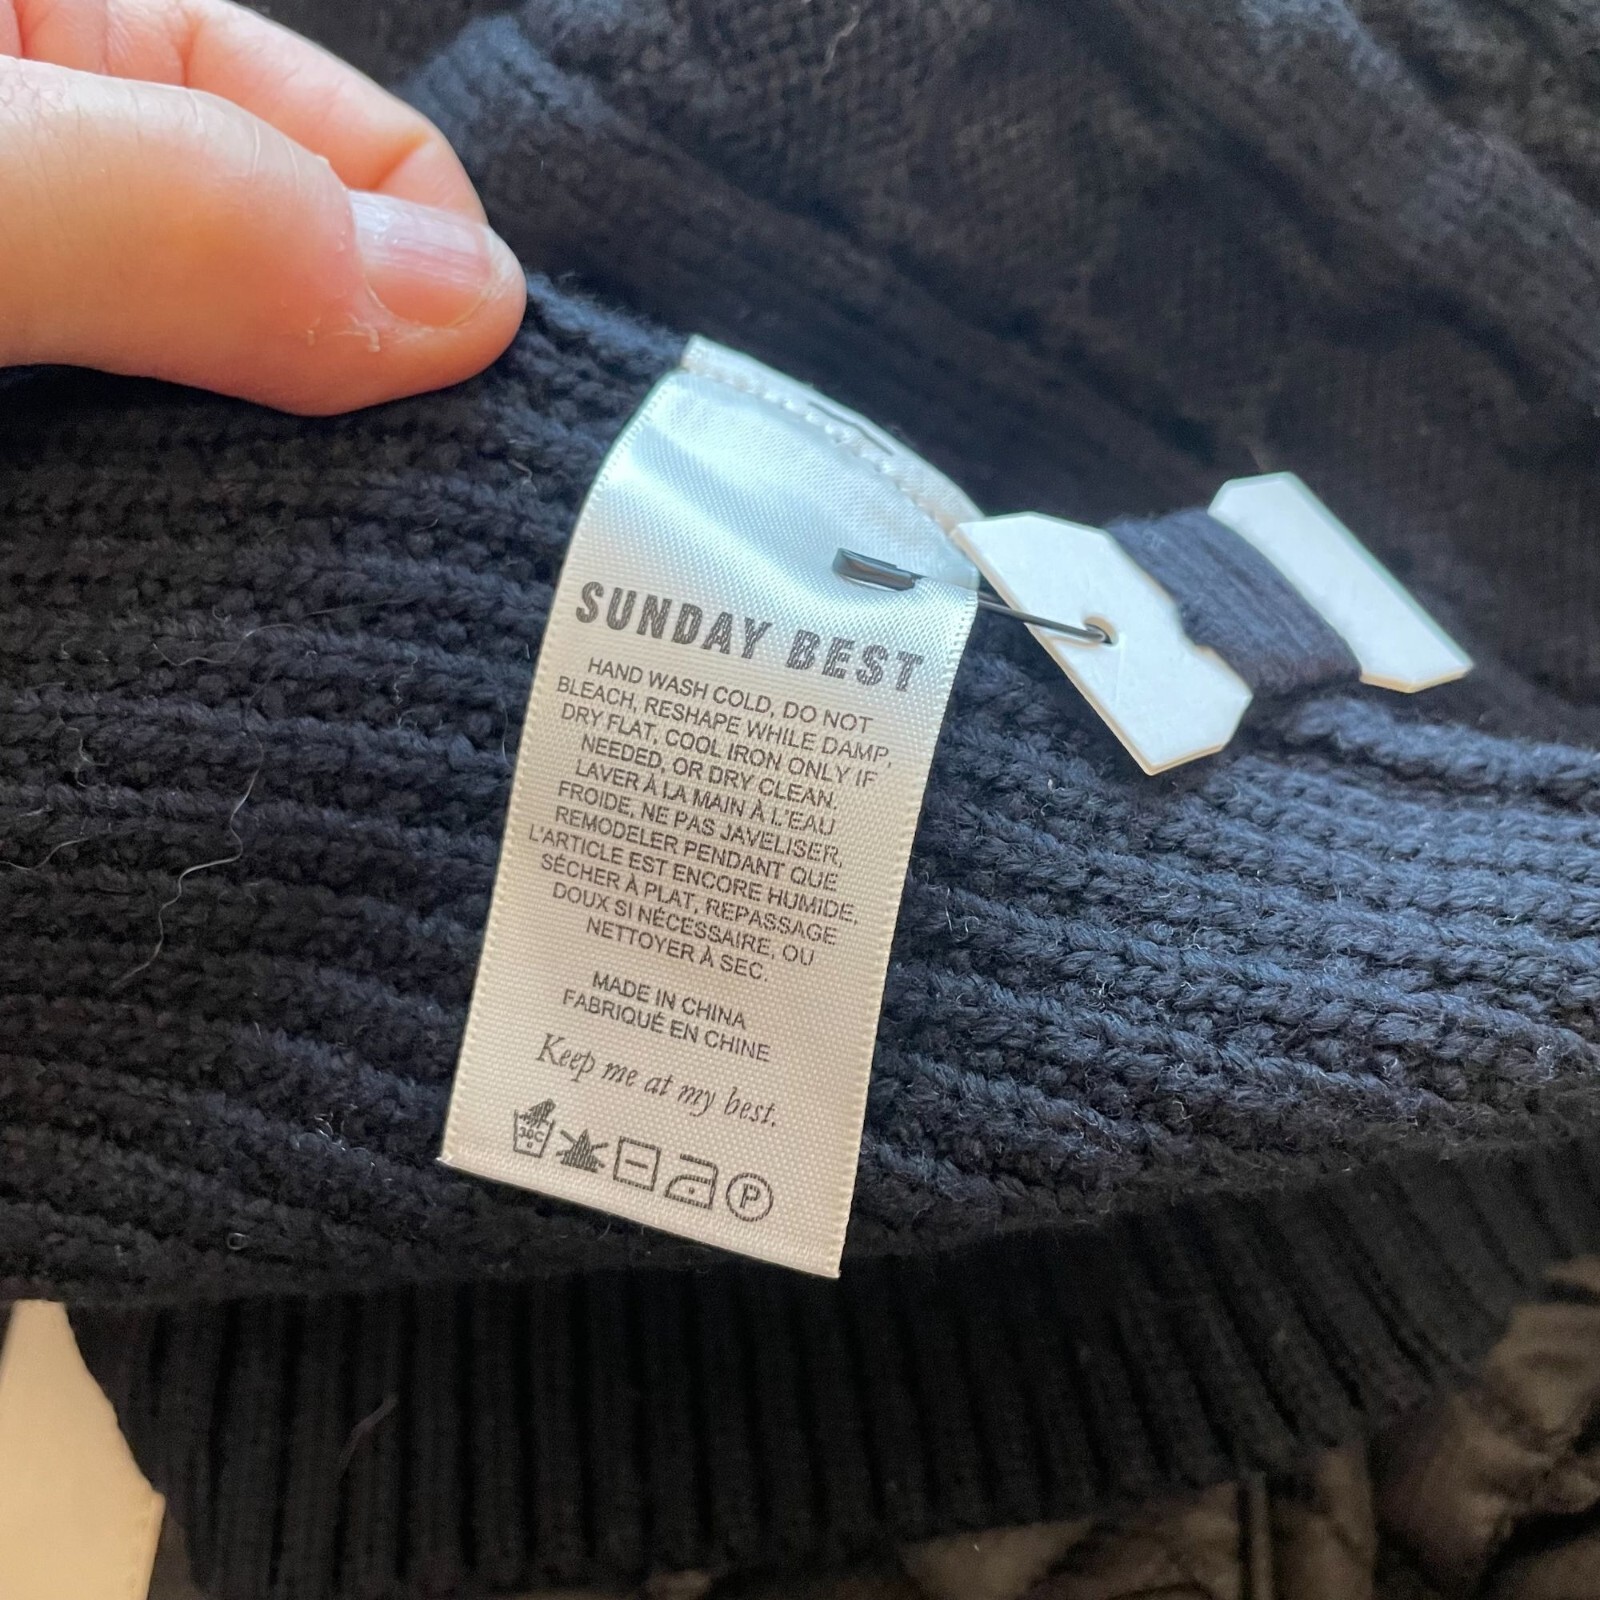 SUNDAY BEST
HAND WASH COLD, DO NOT
BLEACH, RESHAPE WHILE DAMP,
DRY FLAT, COOL IRON ONLY IF
NEEDED, OR DRY CLEAN.
LAVER À LA MAIN À L'EAU
FROIDE, NE PAS JAVELISER,
REMODELER PENDANT QUE
L'ARTICLE EST ENCORE HUMIDE,
SÉCHER À PLAT, REPASSAGE
DOUX SI NÉCESSAIRE, OU
NETTOYER À SEC.
MADE IN CHINA
FABRIQUÉ EN CHINE
Keep me at my best.
30C P